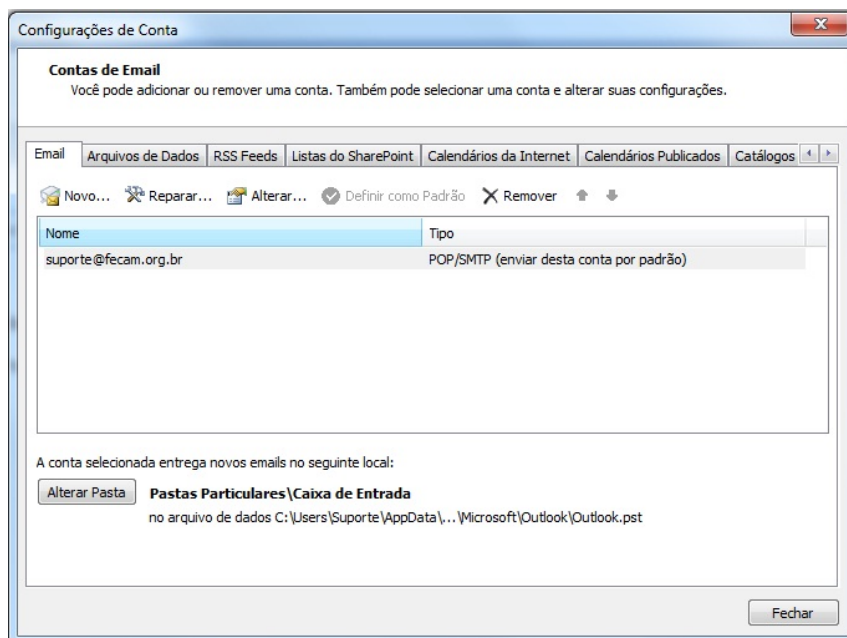 Configurações de Conta
Contas de Email
Você pode adicionar ou remover uma conta. Também pode selecionar uma conta e alterar suas configurações.
Email Arquivos de Dados RSS Feeds Listas do SharePoint Calendários da Internet Calendários Publicados Catálogos
Novo... Reparar... Alterar... Definir como Padrão Remover
Nome Tipo
suporte@fecam.org.br POP/SMTP (enviar desta conta por padrão)
A conta selecionada entrega novos emails no seguinte local:
Alterar Pasta Pastas Particulares\Caixa de Entrada
no arquivo de dados C:\Users\Suporte\AppData\...\Microsoft\Outlook\Outlook.pst
Fechar